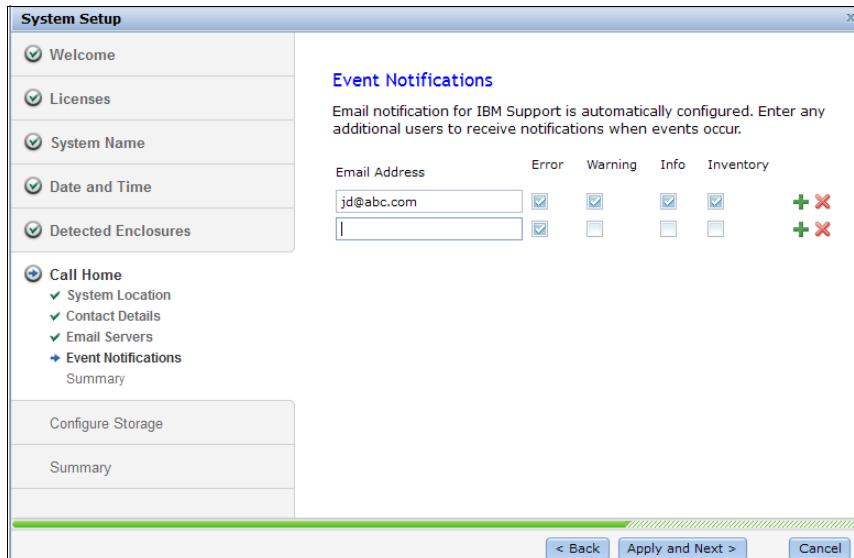 System Setup
x
Welcome
Licenses
System Name
Date and Time
Detected Enclosures
Call Home
System Location
Contact Details
Email Servers
Event Notifications
Summary
Configure Storage
Summary
Event Notifications
Email notification for IBM Support is automatically configured. Enter any
additional users to receive notifications when events occur.
Email Address Error Warning Info Inventory
jd@abc.com
< Back Apply and Next > Cancel